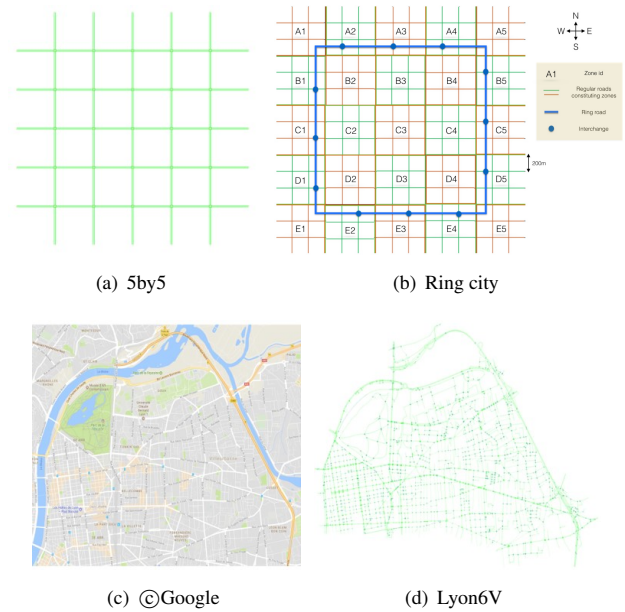 A1 A2 A3 A4 A5
B1 B2 B3 B4 B5
C1 C2 C3 C4 C5
D1 D2 D3 D4 D5
E1 E2 E3 E4 E5
N
W E
S
A1 Zone id
Regular roads
constituting zones
Ring road
Interchange
200m
(a) 5by5
(b) Ring city
(c) ©Google
(d) Lyon6V